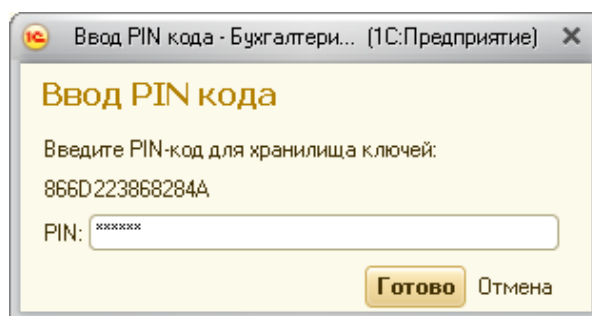 1С Ввод PIN кода - Бухгалтери... (1С:Предприятие)
Ввод PIN кода
Введите PIN-код для хранилища ключей:
866D223868284A
PIN: ******
Готово Отмена